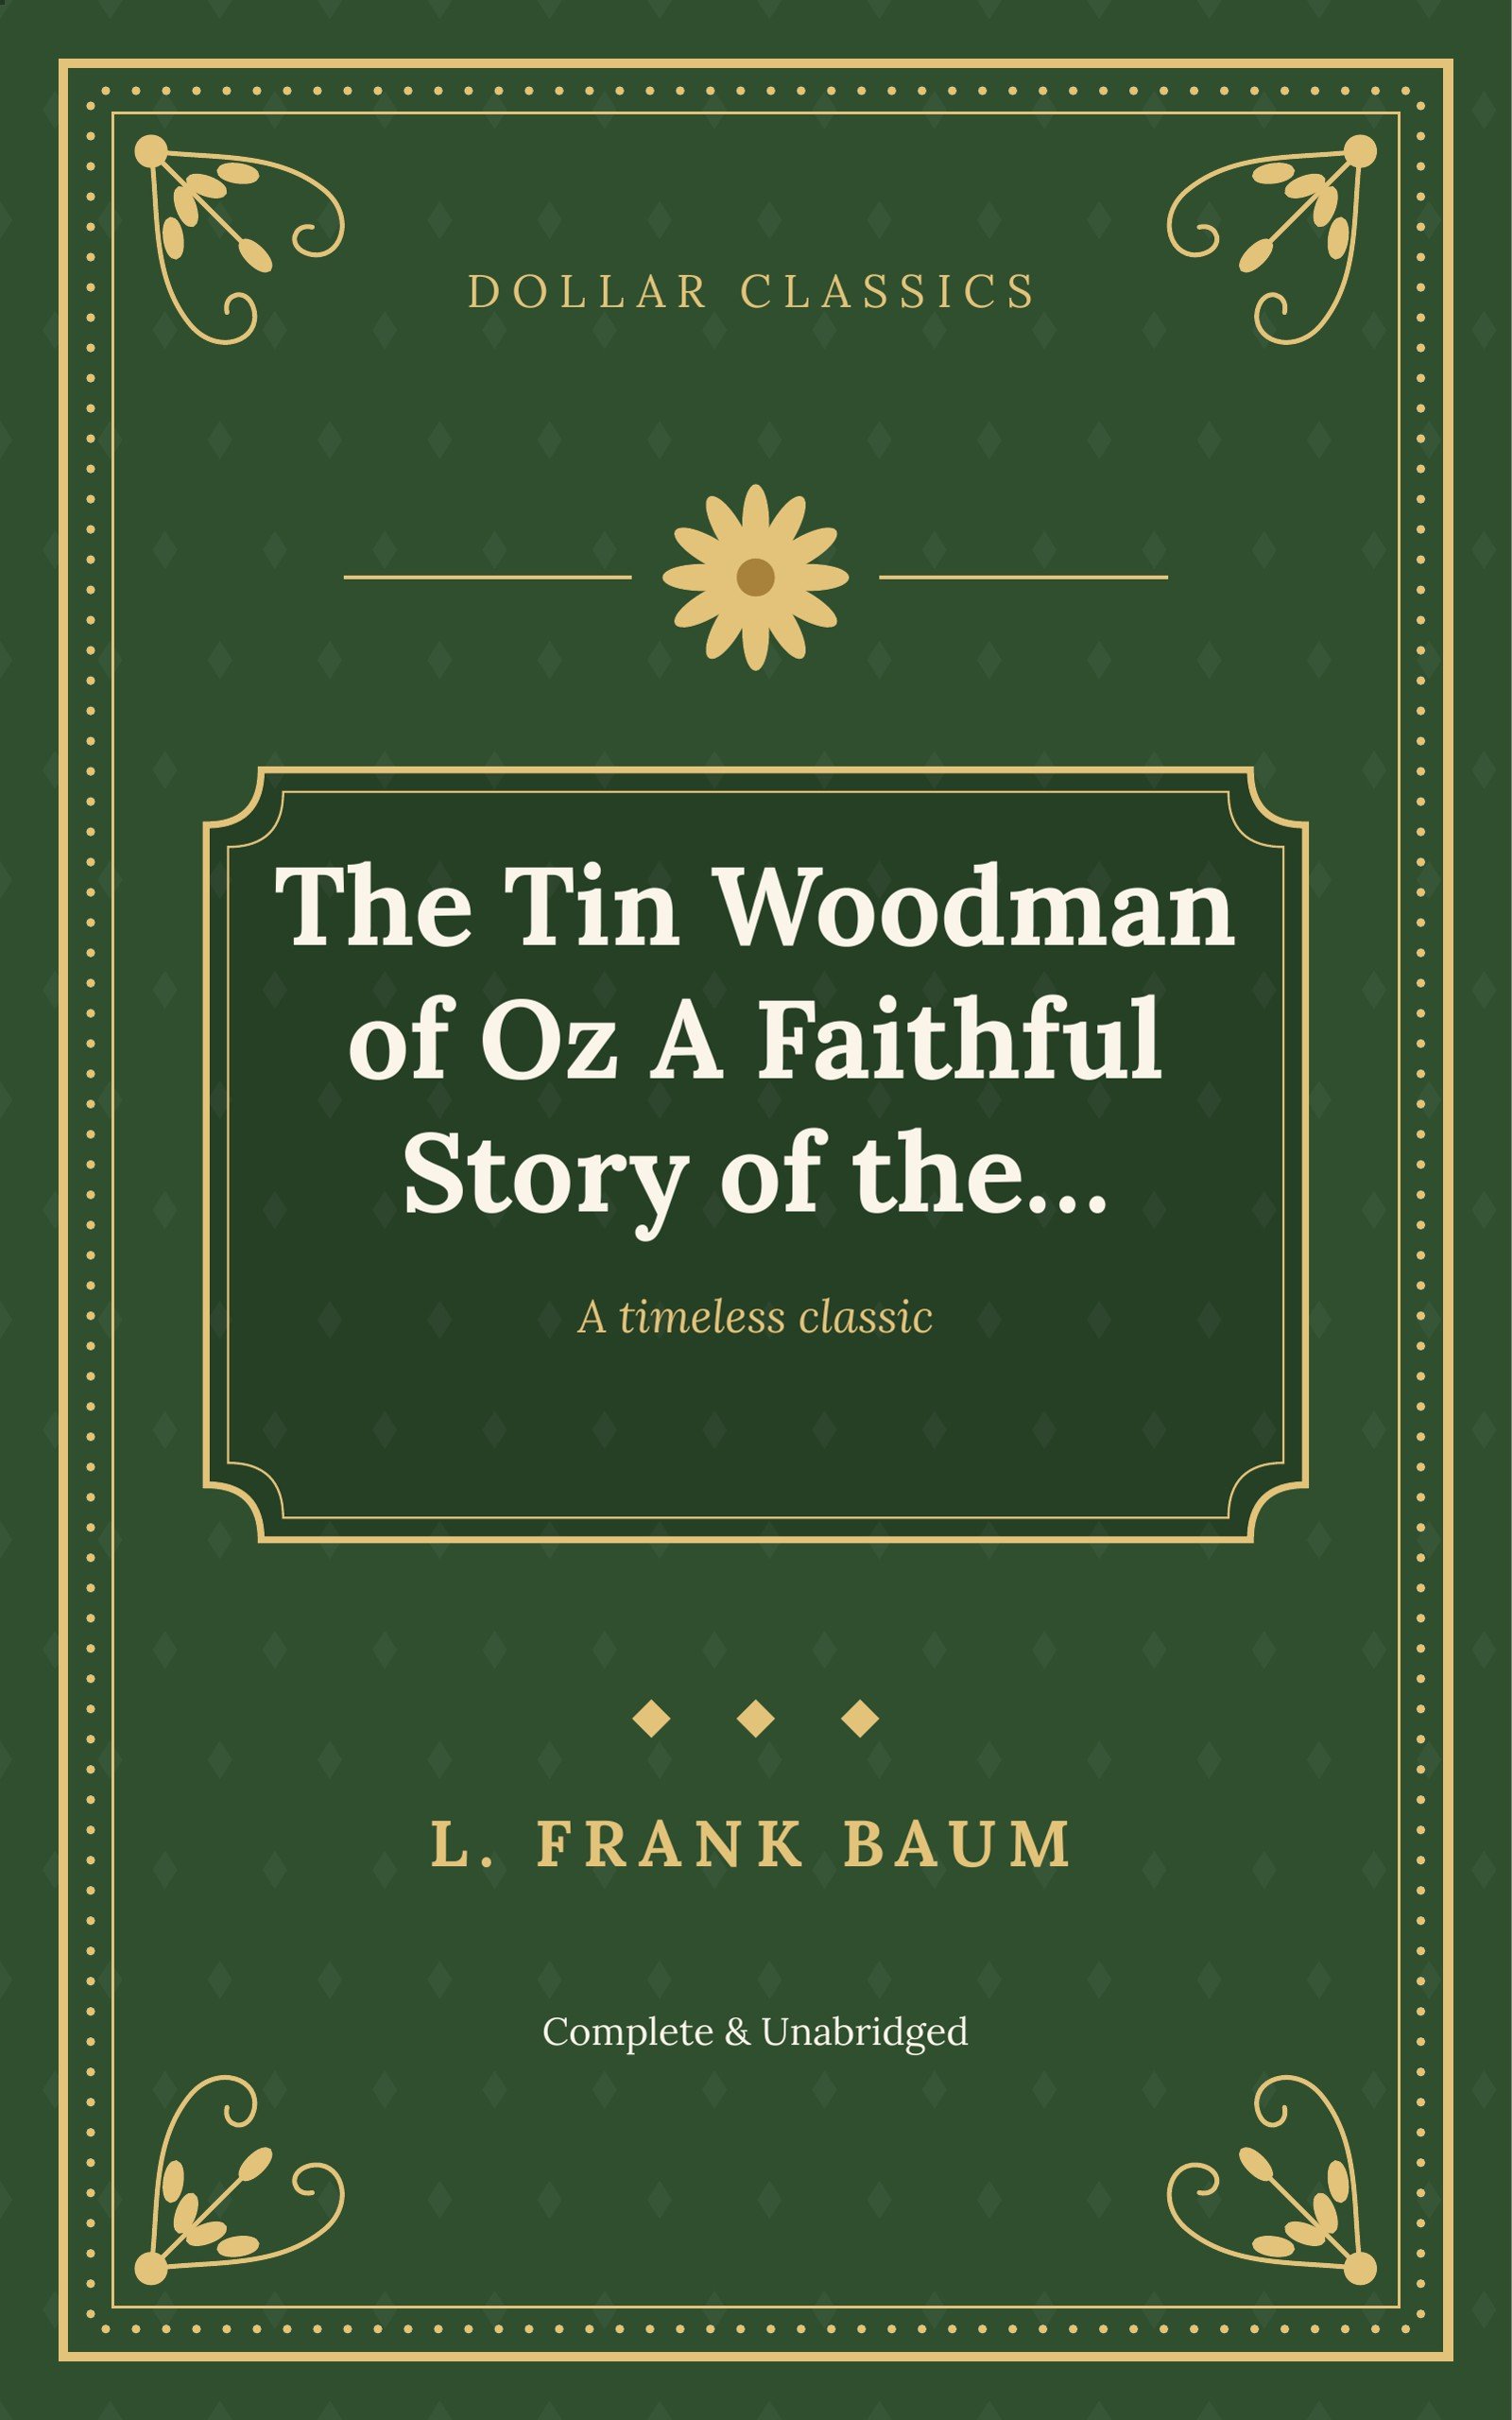 DOLLAR CLASSICS
The Tin Woodman
of Oz A Faithful
Story of the...
A timeless classic
L. FRANK BAUM
Complete & Unabridged